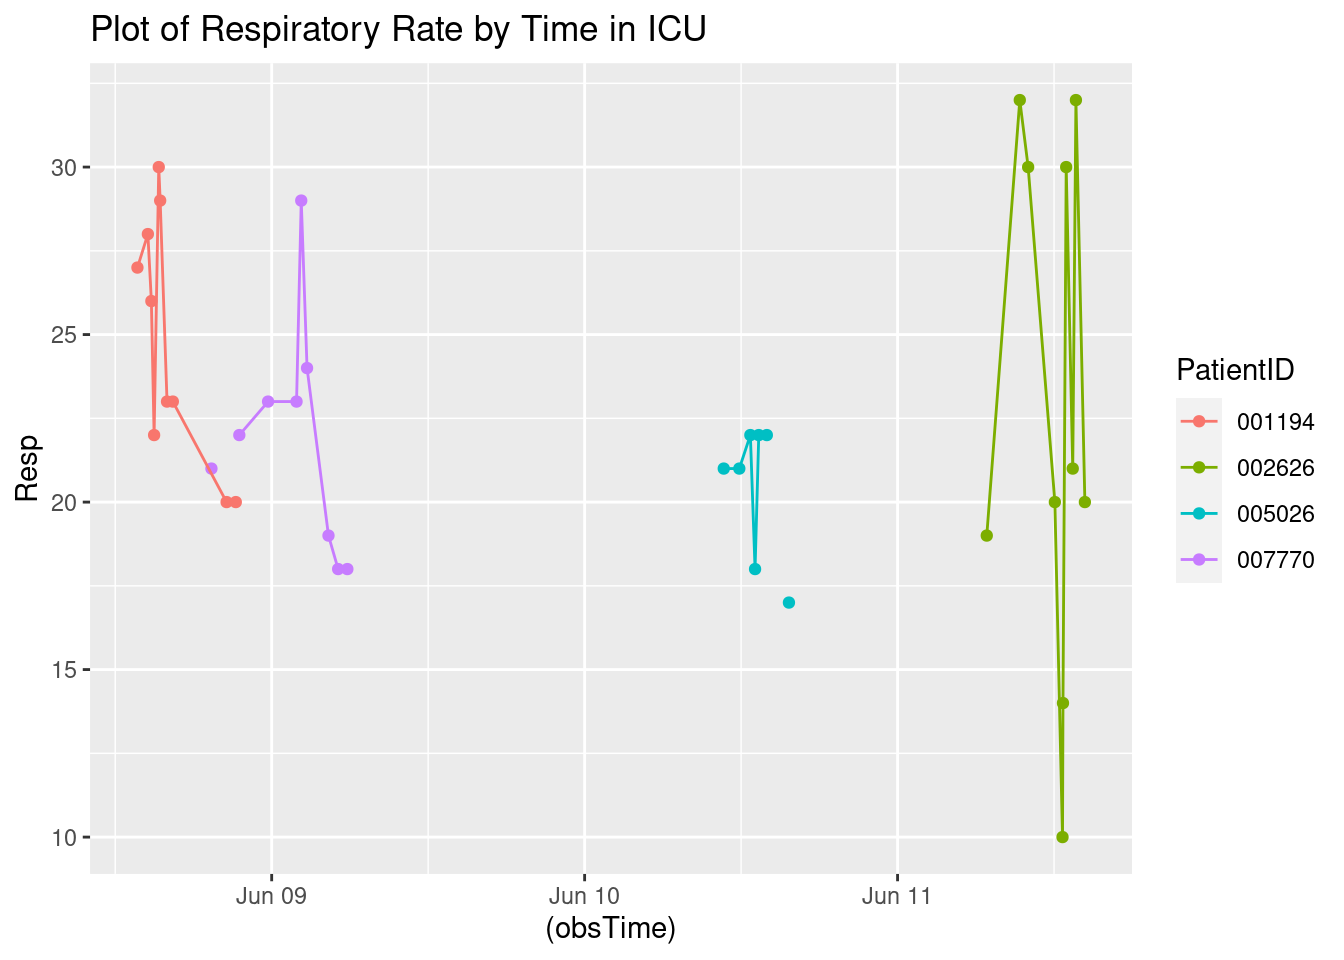 Plot of Respiratory Rate by Time in ICU
Resp
30
25
20
15
10
Jun 09 Jun 10 Jun 11
(obsTime)
PatientID
001194
002626
005026
007770